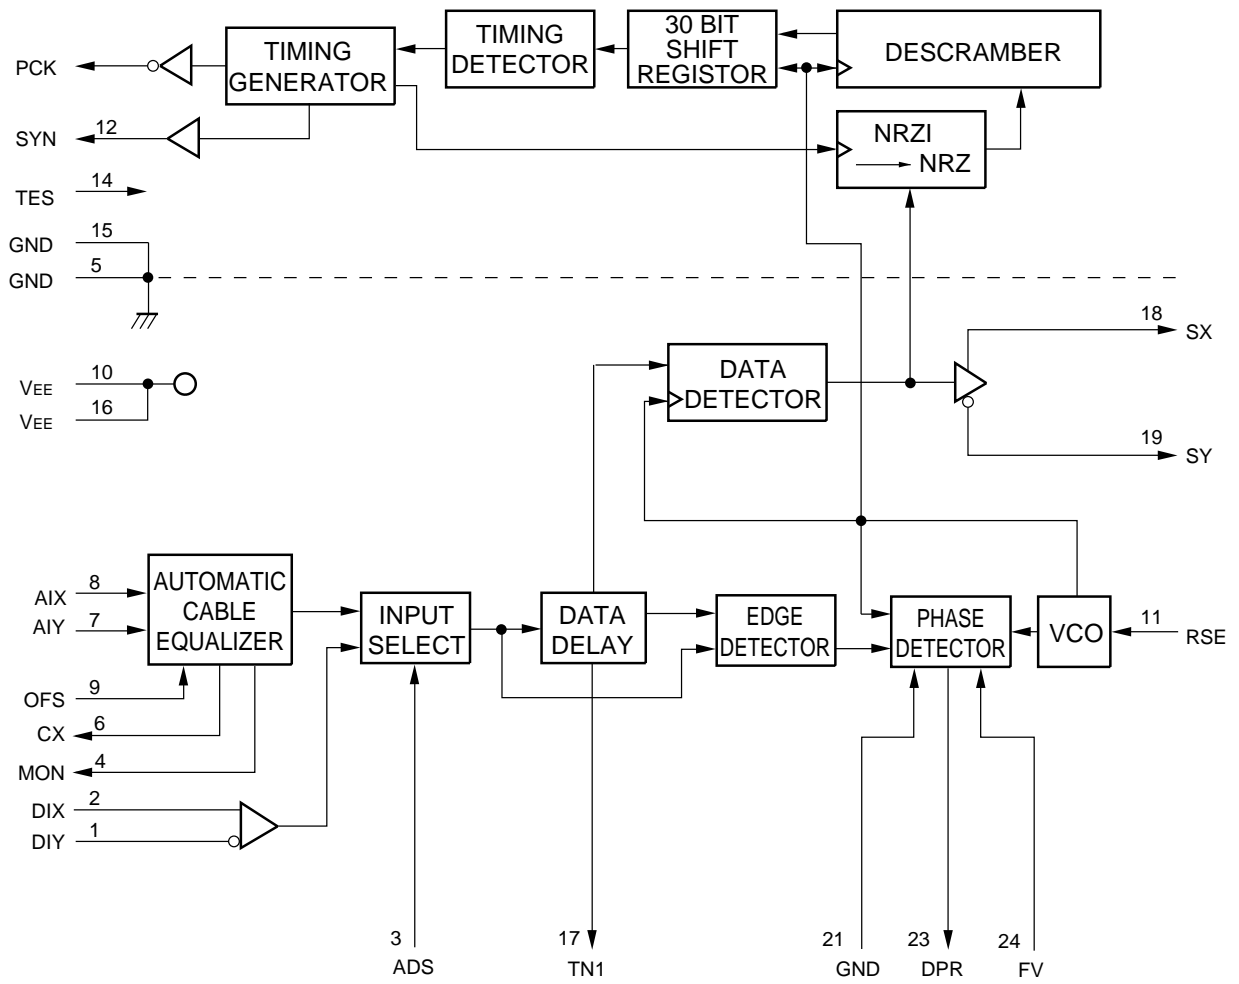 TIMING
GENERATOR
TIMING
DETECTOR
30 BIT
SHIFT
REGISTOR
DESCRAMBER
PCK
SYN
12
NRZI
NRZ
TES
14
GND
15
GND
5
18
SX
DATA
DETECTOR
VEE
10
VEE
16
19
SY
AUTOMATIC
CABLE
EQUALIZER
AIX
8
AIY
7
INPUT
SELECT
DATA
DELAY
EDGE
DETECTOR
PHASE
DETECTOR
VCO
11
RSE
OFS
9
CX
6
MON
4
DIX
2
DIY
1
3
ADS
17
TN1
21
GND
23
DPR
24
FV